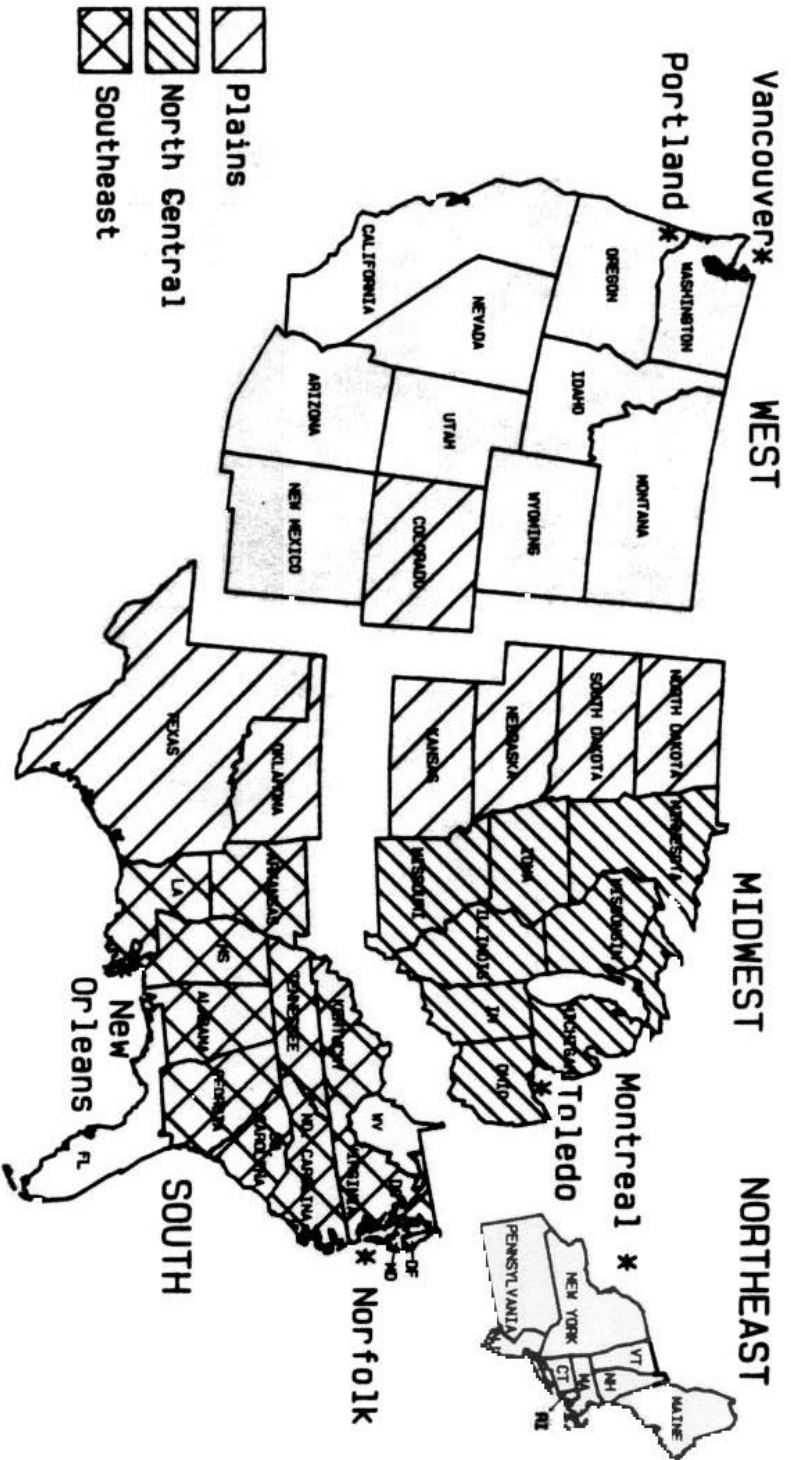 WEST
MIDWEST
NORTHEAST
Vancouver*
Portland
*
Montreal *
Toledo
*
WASHINGTON
OREGON
IDAHO
MONTANA
WYOMING
NEVADA
UTAH
COLORADO
CALIFORNIA
ARIZONA
NEW MEXICO
NORTH DAKOTA
SOUTH DAKOTA
NEBRASKA
KANSAS
MINNESOTA
IOWA
MISSOURI
WISCONSIN
ILLINOIS
MICHIGAN
IN
OHIO
MAINE
VT
NH
NEW YORK
MA
CT
RI
PENNSYLVANIA
TEXAS
OKLAHOMA
ARKANSAS
LA
MS
ALABAMA
TENNESSEE
KENTUCKY
GEORGIA
WV
VIRGINIA
NO. CAROLINA
CAROLINA
DE
MD
FL
* Norfolk
*
New
Orleans
SOUTH
Plains
North Central
Southeast